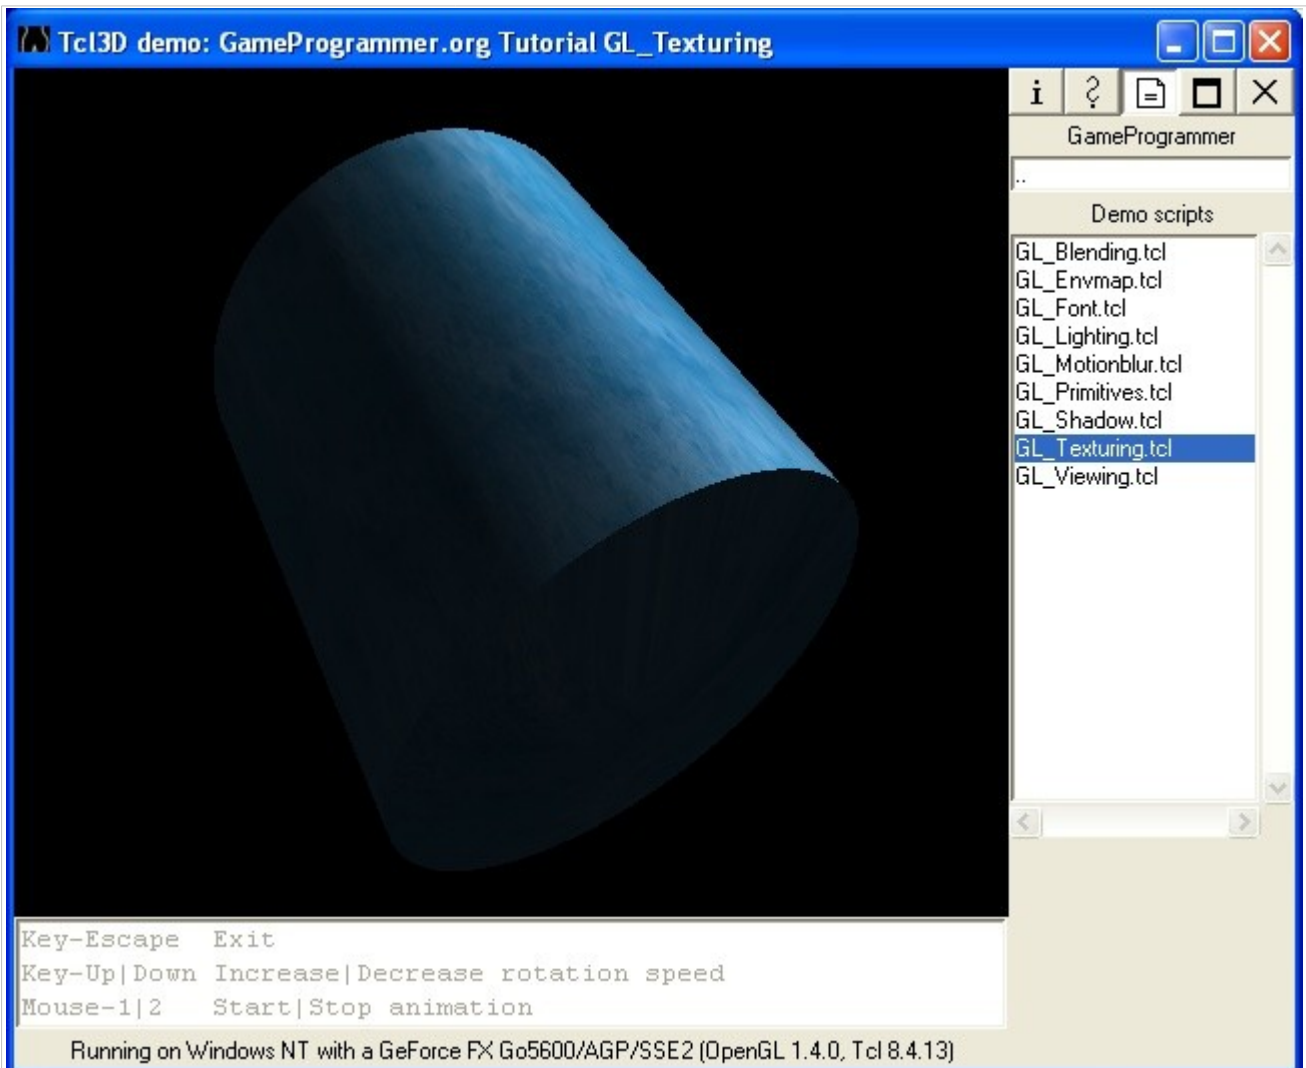 Tcl3D demo: GameProgrammer.org Tutorial GL_Texturing
i ?
GameProgrammer
..
Demo scripts
GL_Blending.tcl
GL_Envmap.tcl
GL_Font.tcl
GL_Lighting.tcl
GL_Motionblur.tcl
GL_Primitives.tcl
GL_Shadow.tcl
GL_Texturing.tcl
GL_Viewing.tcl
Key-Escape Exit
Key-Up|Down Increase|Decrease rotation speed
Mouse-1|2 Start|Stop animation
Running on Windows NT with a GeForce FX Go5600/AGP/SSE2 (OpenGL 1.4.0, Tcl 8.4.13)